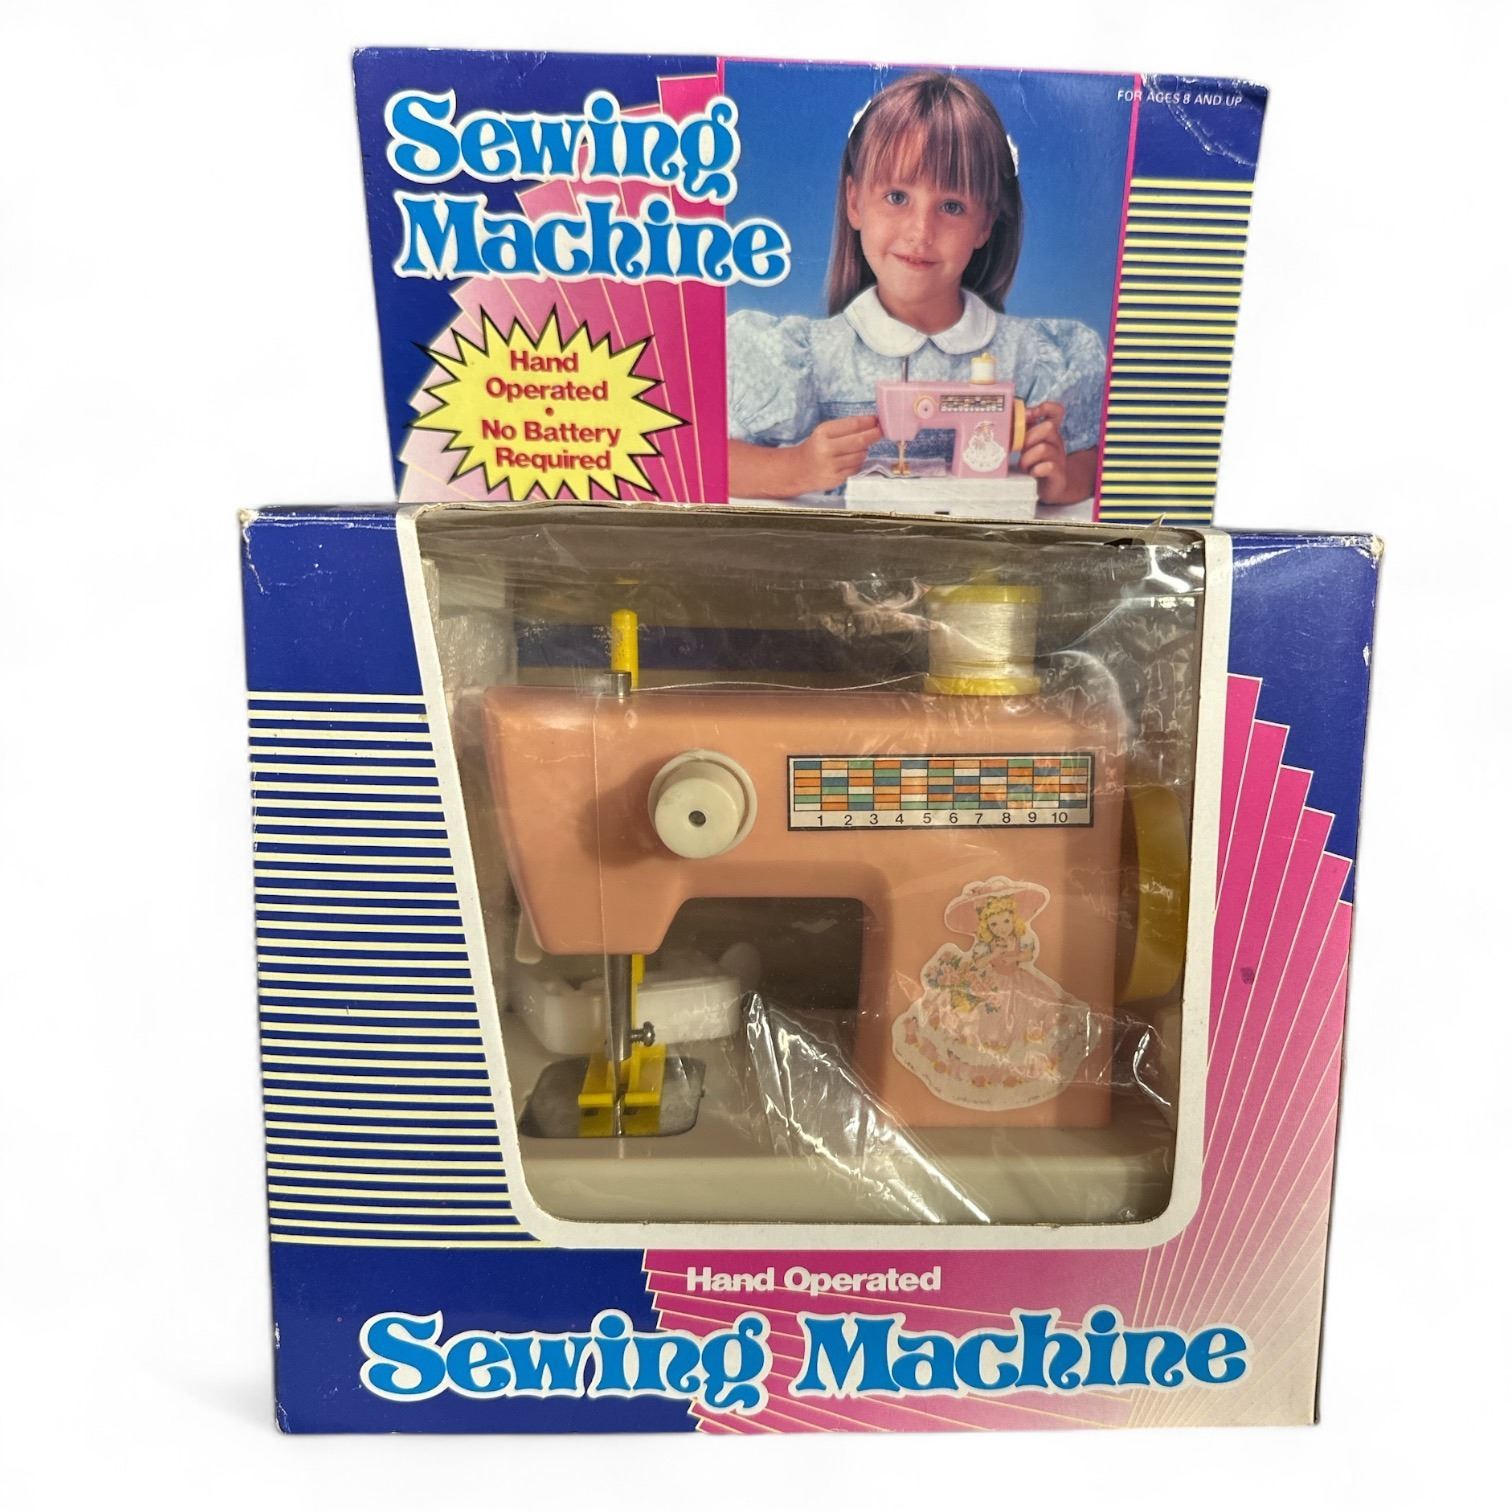 FOR AGES 8 AND UP
Sewing
Machine
Hand
Operated
•
No Battery
Required
1 2 3 4 5 6 7 8 9 10
Hand Operated
Sewing Machine